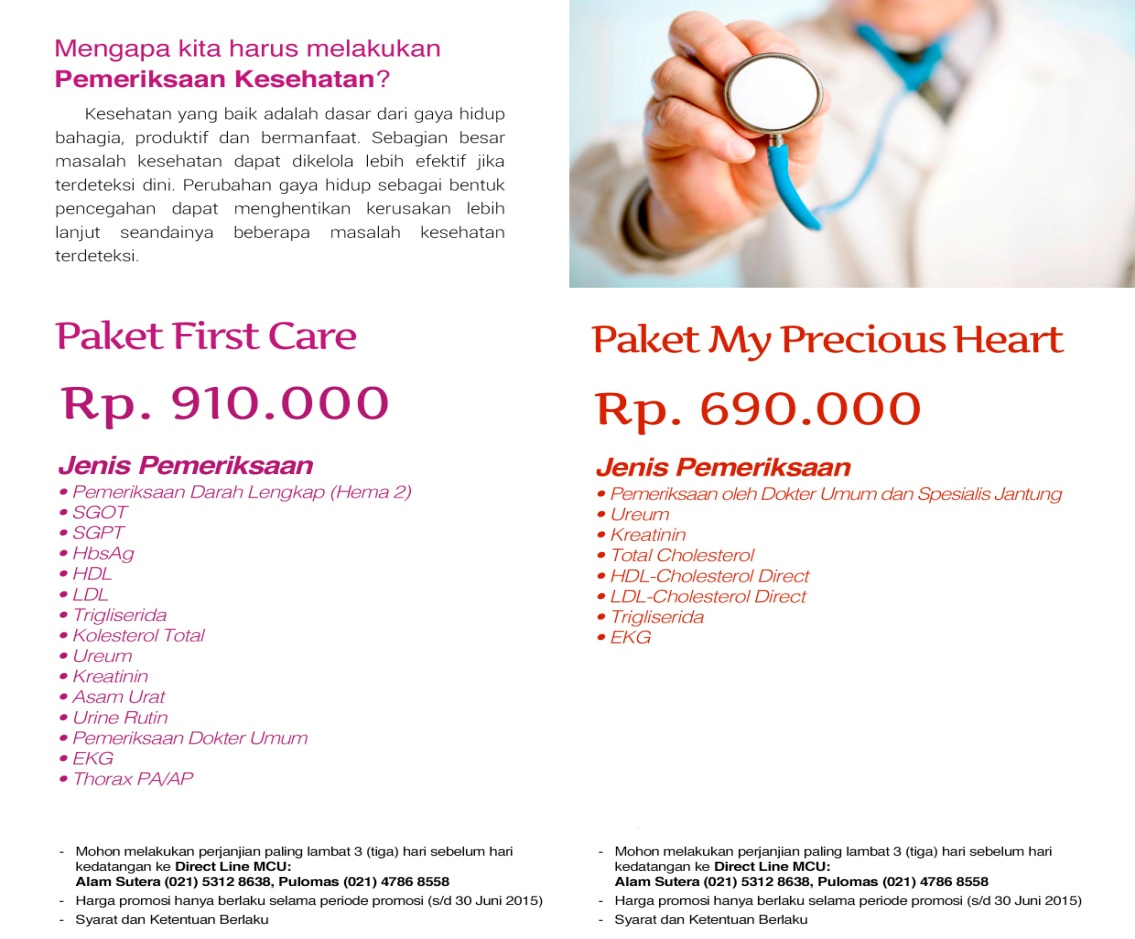 Mengapa kita harus melakukan
Pemeriksaan Kesehatan?
Kesehatan yang baik adalah dasar dari gaya hidup
bahagia, produktif dan bermanfaat. Sebagian besar
masalah kesehatan dapat dikelola lebih efektif jika
terdeteksi dini. Perubahan gaya hidup sebagai bentuk
pencegahan dapat menghentikan kerusakan lebih
lanjut seandainya beberapa masalah kesehatan
terdeteksi.
Paket First Care
Rp. 910.000
Jenis Pemeriksaan
• Pemeriksaan Darah Lengkap (Hema 2)
• SGOT
• SGPT
• HbsAg
• HDL
• LDL
• Trigliserida
• Kolesterol Total
• Ureum
• Kreatinin
• Asam Urat
• Urine Rutin
• Pemeriksaan Dokter Umum
• EKG
• Thorax PA/AP
- Mohon melakukan perjanjian paling lambat 3 (tiga) hari sebelum hari
kedatangan ke Direct Line MCU:
Alam Sutera (021) 5312 8638, Pulomas (021) 4786 8558
- Harga promosi hanya berlaku selama periode promosi (s/d 30 Juni 2015)
- Syarat dan Ketentuan Berlaku
Paket My Precious Heart
Rp. 690.000
Jenis Pemeriksaan
• Pemeriksaan oleh Dokter Umum dan Spesialis Jantung
• Ureum
• Kreatinin
• Total Cholesterol
• HDL-Cholesterol Direct
• LDL-Cholesterol Direct
• Trigliserida
• EKG
- Mohon melakukan perjanjian paling lambat 3 (tiga) hari sebelum hari
kedatangan ke Direct Line MCU:
Alam Sutera (021) 5312 8638, Pulomas (021) 4786 8558
- Harga promosi hanya berlaku selama periode promosi (s/d 30 Juni 2015)
- Syarat dan Ketentuan Berlaku